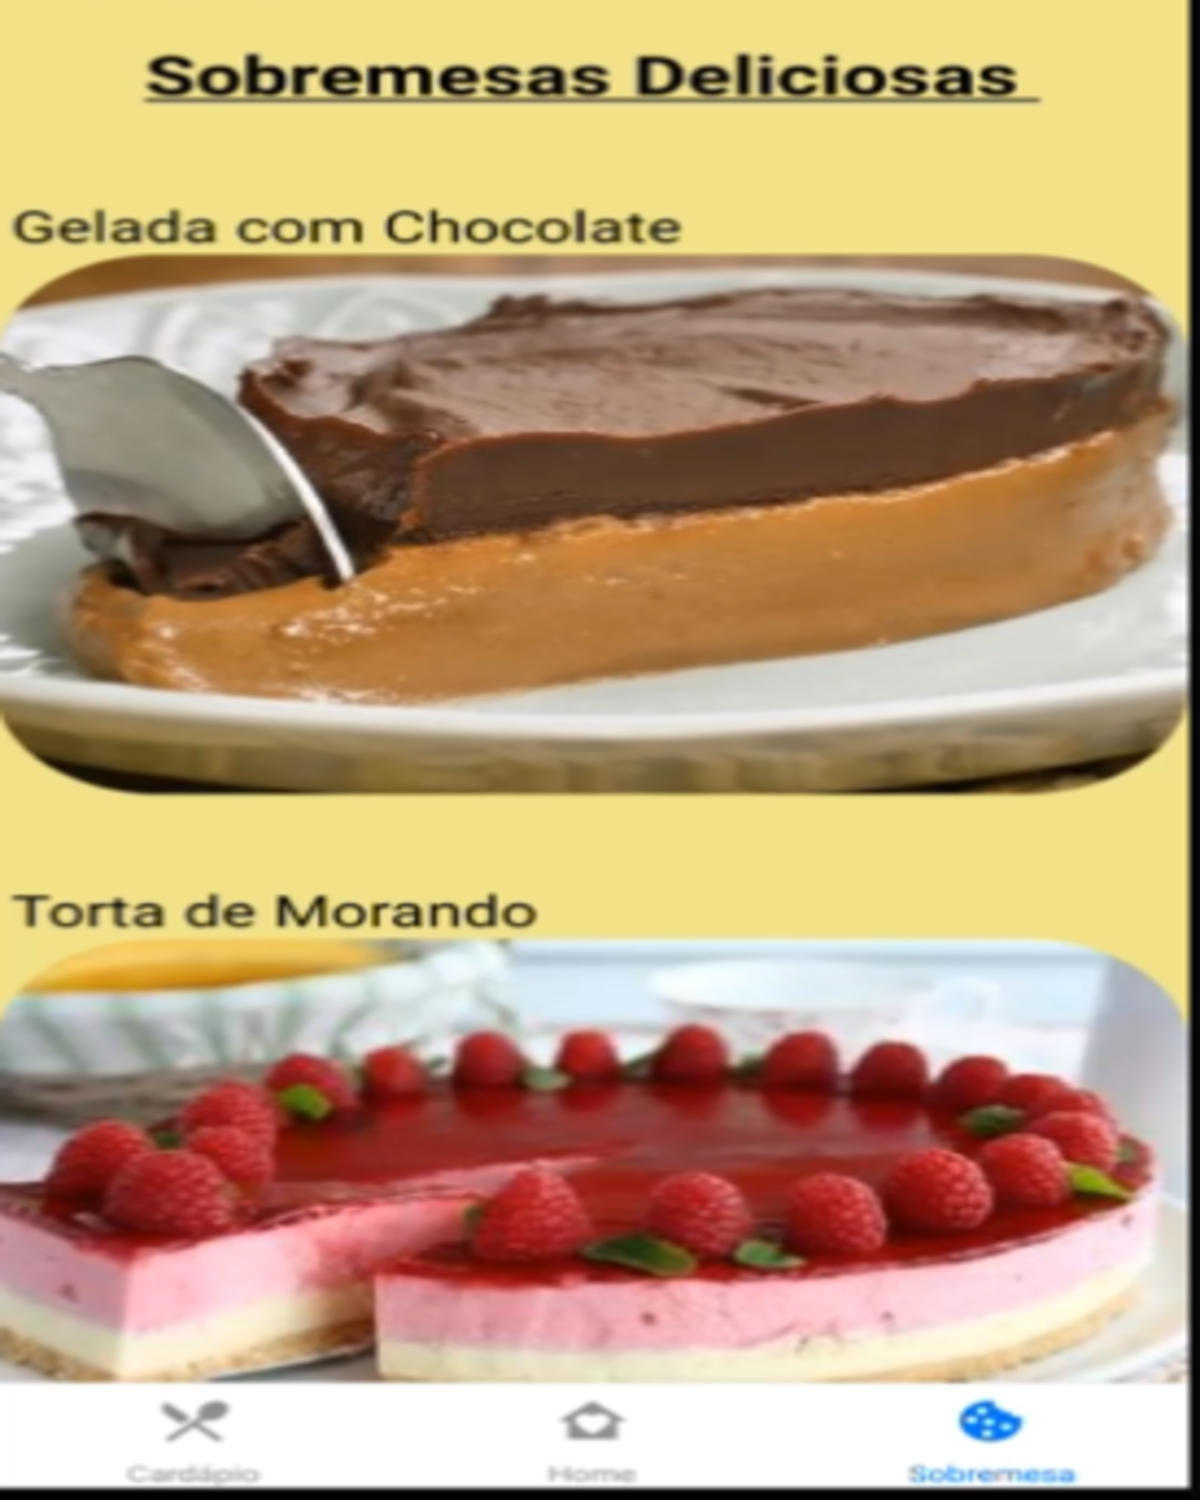 Sobremesas Deliciosas
Gelada com Chocolate
Torta de Morando
Cardápio
Home
Sobremesa